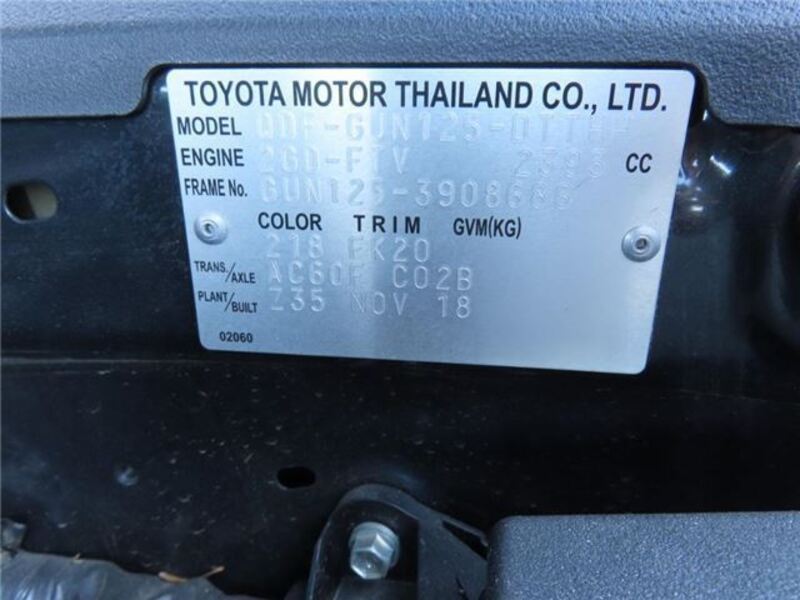 TOYOTA MOTOR THAILAND CO., LTD.
MODEL QDF-GUN125-DTTHH
ENGINE 2GD-FTV 2393 CC
FRAME No. GUN125-3908686
COLOR TRIM GVM(KG)
218 FK20
TRANS./AXLE AC60F C02B
PLANT/BUILT Z35 NOV 18
02060